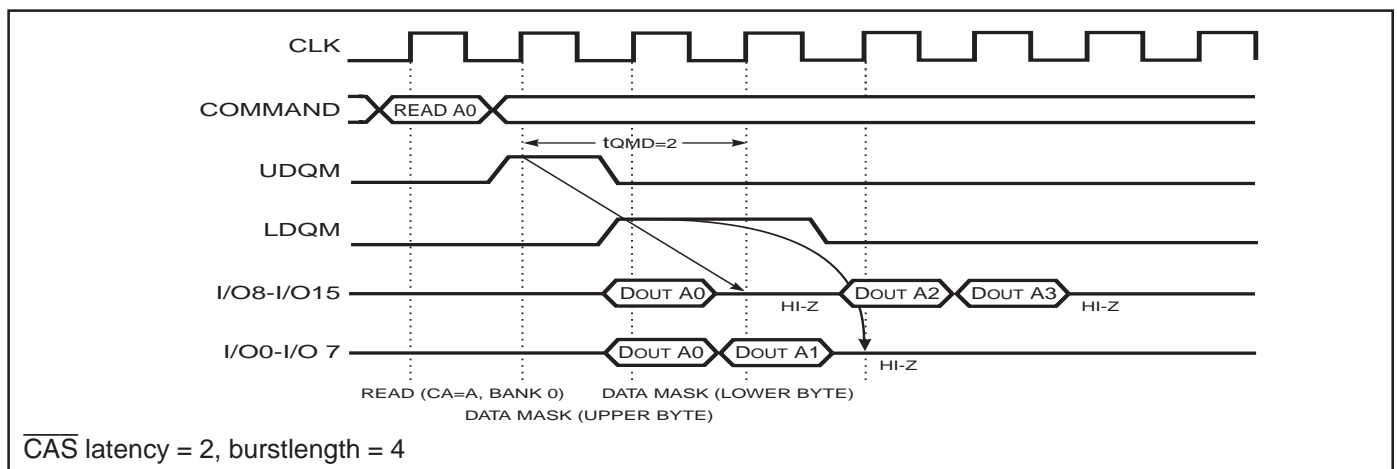 CLK
COMMAND READ A0
tQMD=2
UDQM
LDQM
I/O8-I/O15 DOUT A0 HI-Z DOUT A2 DOUT A3 HI-Z
I/O0-I/O 7 DOUT A0 DOUT A1 HI-Z
READ (CA=A, BANK 0) DATA MASK (LOWER BYTE)
DATA MASK (UPPER BYTE)
CAS latency = 2, burstlength = 4